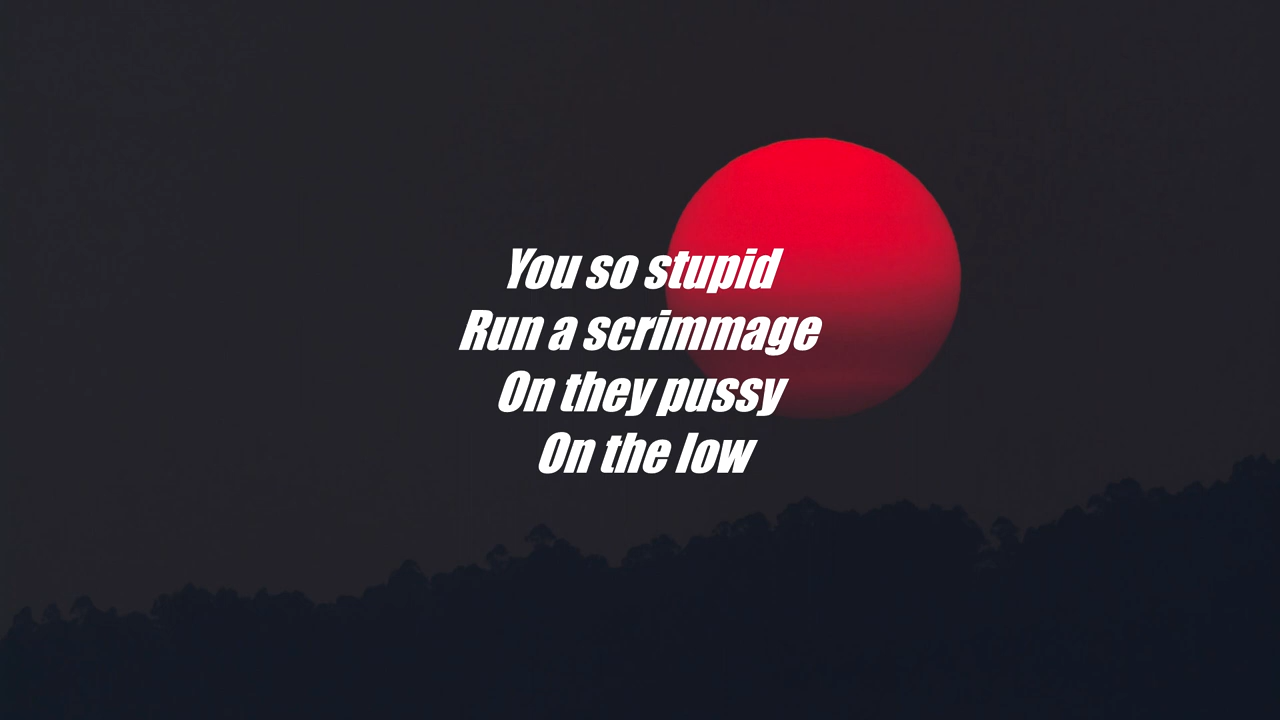 You so stupid
Run a scrimmage
On they pussy
On the low